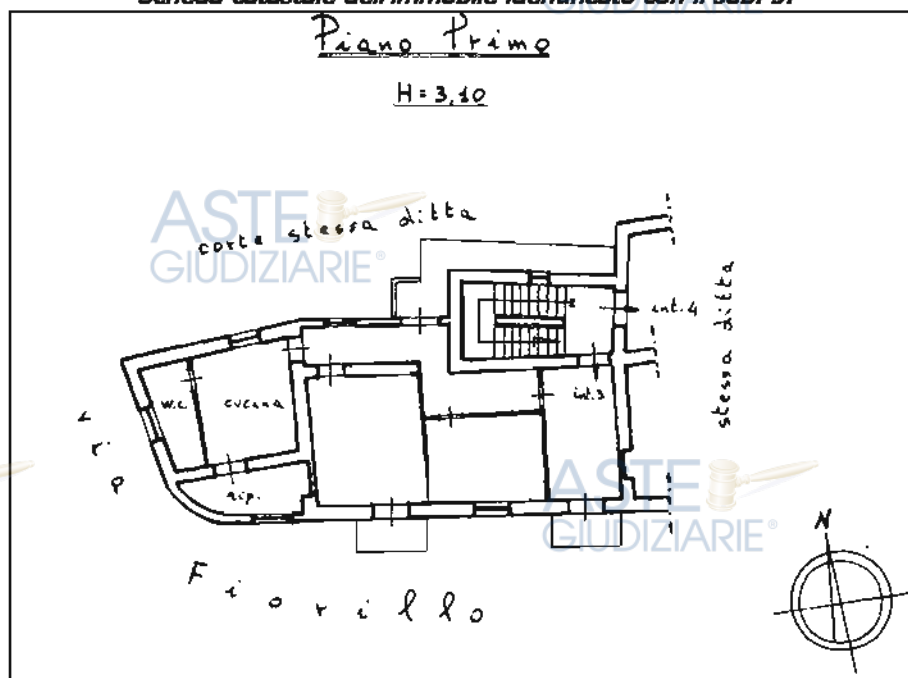 Piano Primo
H = 3,10
ASTE
GIUDIZIARIE®
corte stessa ditta
int.4
stessa ditta
int.3
W.C.
cucina
Rip.
ASTE
GIUDIZIARIE®
N
Fiorillo